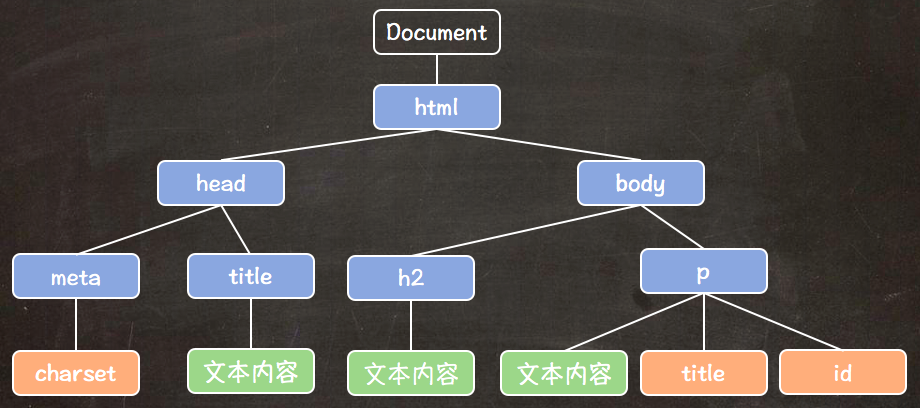 Document
html
head
body
meta
title
h2
p
charset
文本内容
文本内容
文本内容
title
id